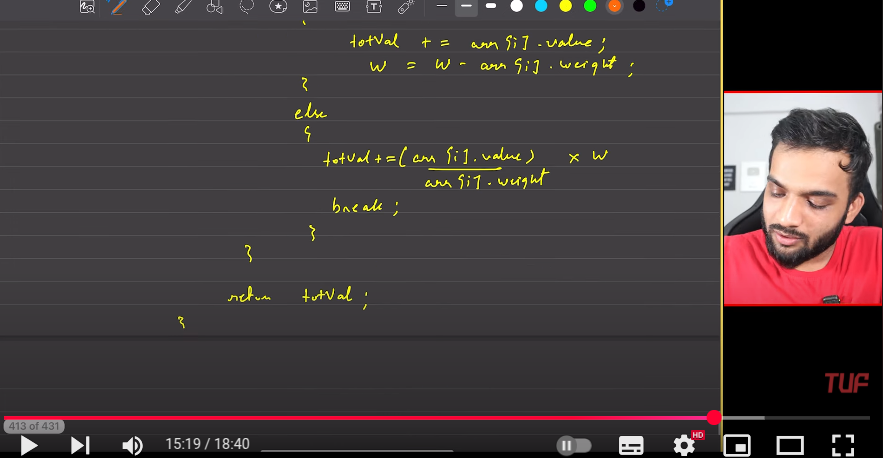 totVal += arr[i].value;
w = w - arr[i].weight;
}
else
{
totVal += (arr[i].value) x w
arr[i].weight
break;
}
}
return totVal;
}
TUF
413 of 431
15:19 / 18:40
HD